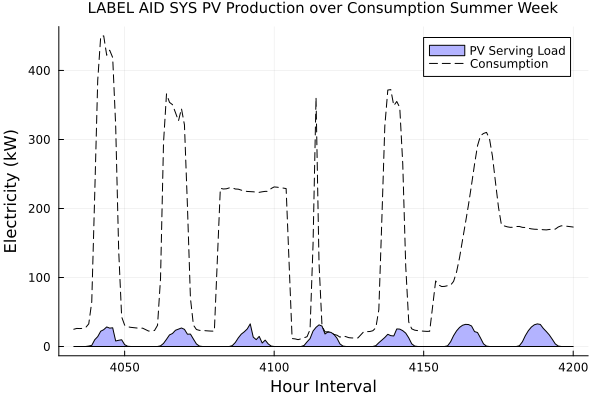 LABEL AID SYS PV Production over Consumption Summer Week
PV Serving Load
Consumption
Electricity (kW)
400
300
200
100
0
4050
4100
4150
4200
Hour Interval